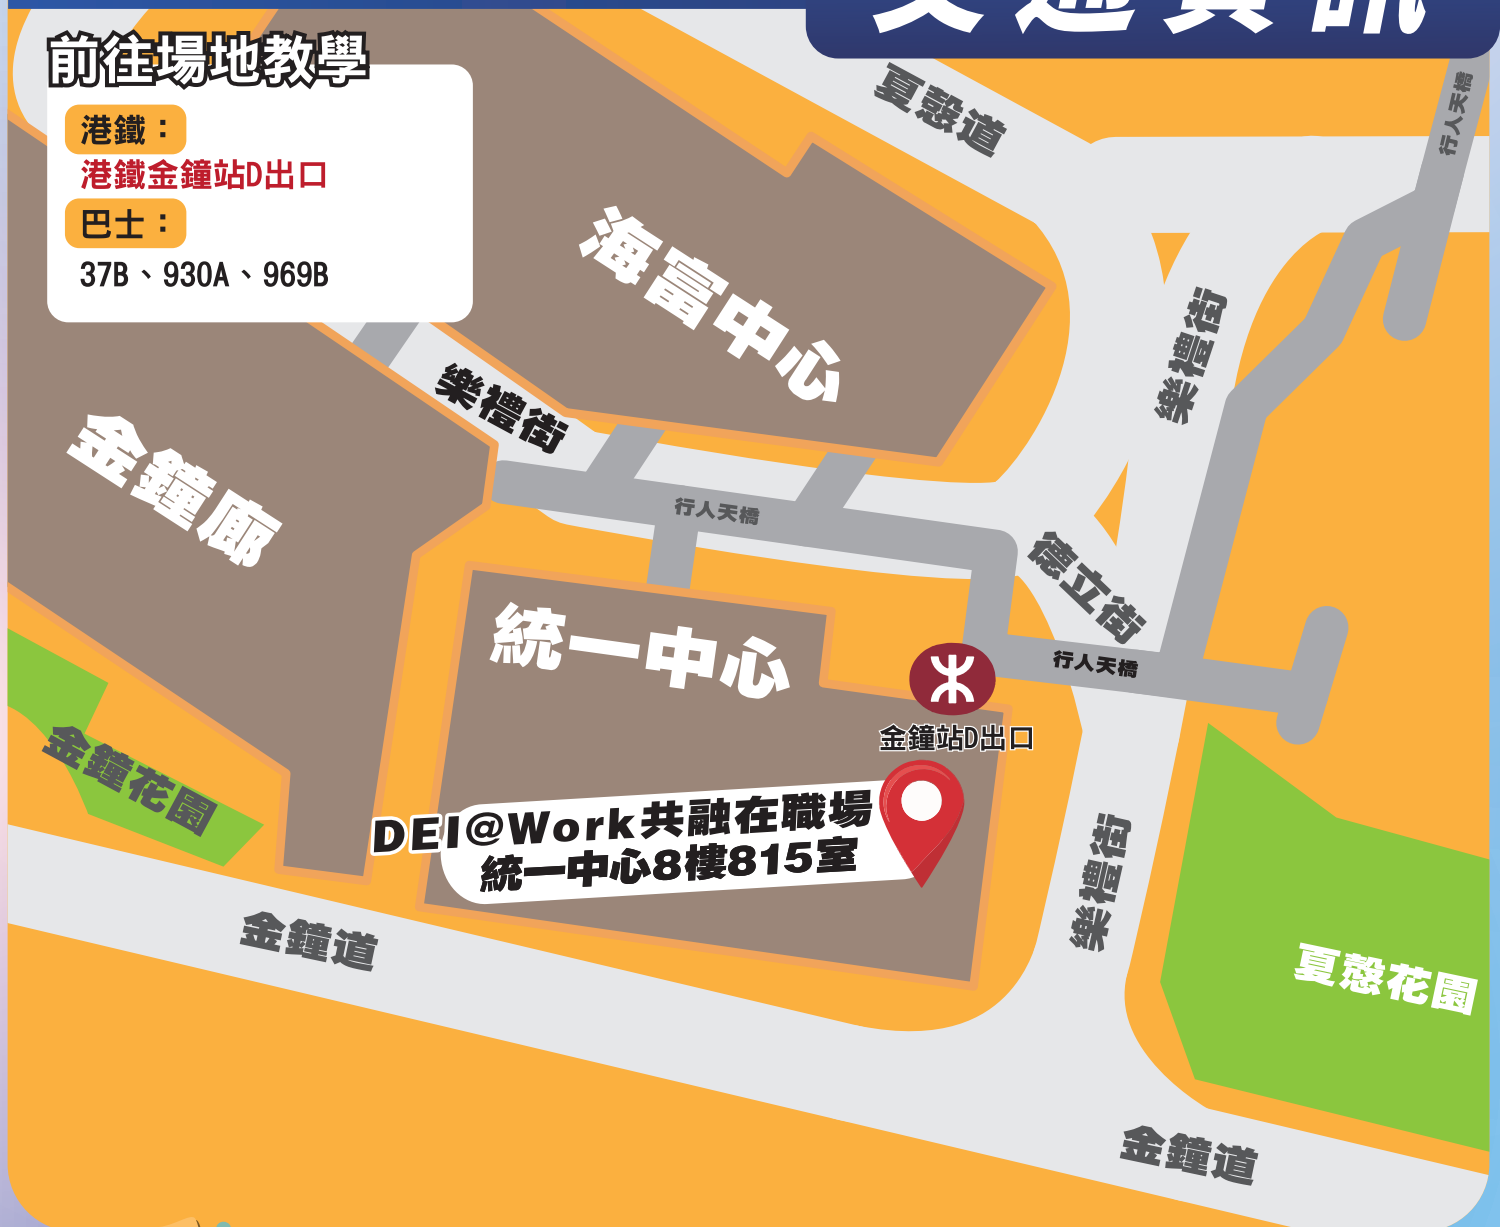 交通資訊
前往場地教學
港鐵：
港鐵金鐘站D出口
巴士：
37B、930A、969B
夏慤道
行人天橋
海富中心
樂禮街
樂禮街
金鐘廊
行人天橋
德立街
統一中心
行人天橋
金鐘站D出口
金鐘花園
DEI@Work共融在職場
統一中心8樓815室
樂禮街
金鐘道
夏慤花園
金鐘道